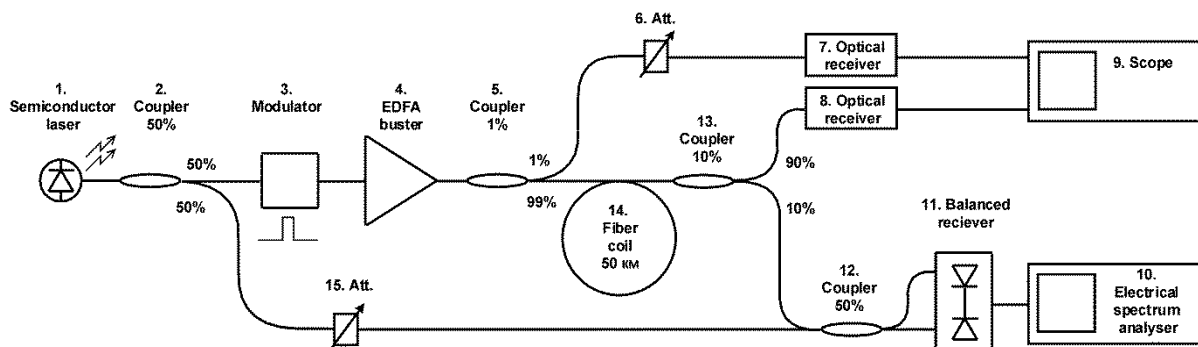 1.
Semiconductor
laser
2.
Coupler
50%
50%
50%
3.
Modulator
4.
EDFA
buster
5.
Coupler
1%
1%
99%
6. Att.
7. Optical
receiver
8. Optical
receiver
9. Scope
13.
Coupler
10%
90%
10%
14.
Fiber
coil
50 км
15. Att.
12.
Coupler
50%
11. Balanced
reciever
10.
Electrical
spectrum
analyser